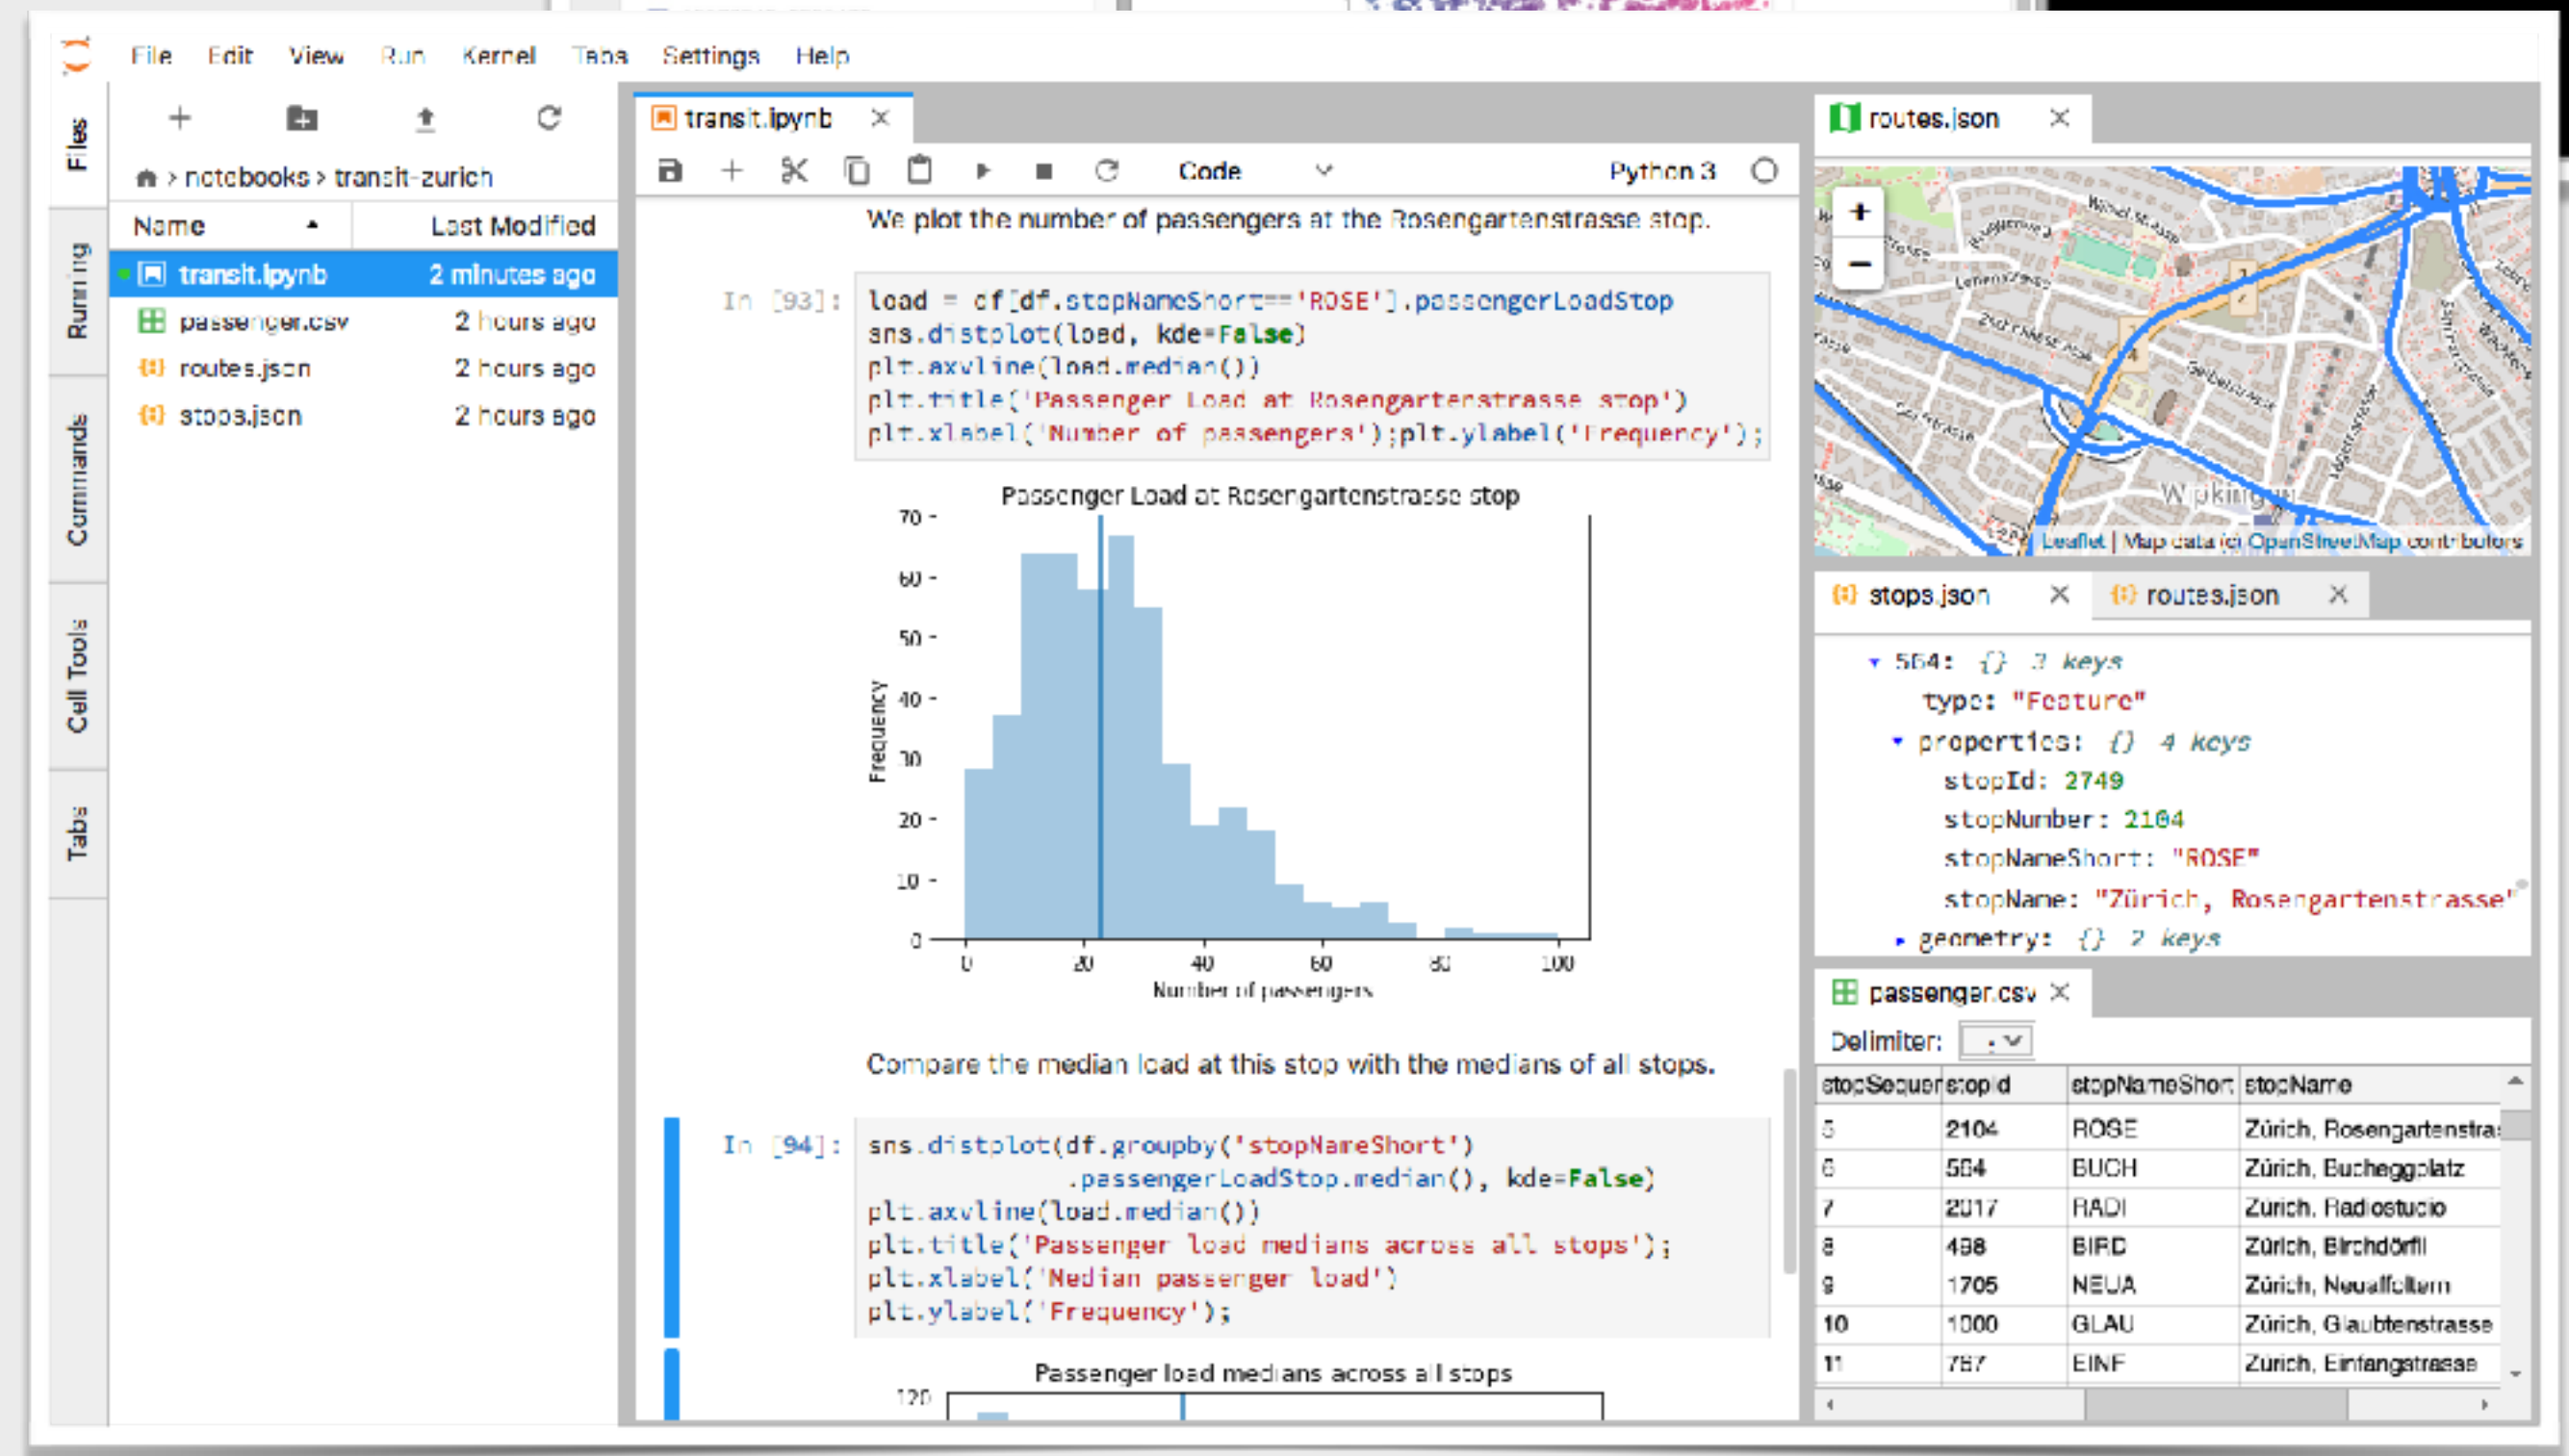 File Edit View Run Kernel Tabs Settings Help
Files
Running
Commands
Cell Tools
Tabs
> notebooks > transit-zurich
Name Last Modified
transit.ipynb 2 minutes ago
passenger.csv 2 hours ago
routes.json 2 hours ago
stops.json 2 hours ago
transit.ipynb
Code Python 3
We plot the number of passengers at the Rosengartenstrasse stop.
In [93]: load = df[df.stopNameShort=='ROSE'].passengerLoadStop
sns.distplot(load, kde=False)
plt.axvline(load.median())
plt.title('Passenger Load at Rosengartenstrasse stop')
plt.xlabel('Number of passengers');plt.ylabel('Frequency');
Passenger Load at Rosengartenstrasse stop
70
60
50
40
30
20
10
0
Frequency
0 20 40 60 80 100
Number of passengers
Compare the median load at this stop with the medians of all stops.
In [94]: sns.distplot(df.groupby('stopNameShort')
.passengerLoadStop.median(), kde=False)
plt.axvline(load.median())
plt.title('Passenger load medians across all stops');
plt.xlabel('Median passenger load')
plt.ylabel('Frequency');
Passenger load medians across all stops
120
routes.json
+
−
Leaflet | Map data (c) OpenStreetMap contributors
stops.json routes.json
564: {} 3 keys
type: "Feature"
properties: {} 4 keys
stopId: 2749
stopNumber: 2104
stopNameShort: "ROSE"
stopName: "Zürich, Rosengartenstrasse"
geometry: {} 2 keys
passenger.csv
Delimiter:
stopSequen stopId stopNameShort stopName
5 2104 ROSE Zürich, Rosengartenstras
6 564 BUCH Zürich, Bucheggplatz
7 2017 RADI Zürich, Radiostudio
8 498 BIRD Zürich, Birchdörfli
9 1705 NEUA Zürich, Neuaffoltern
10 1000 GLAU Zürich, Glaubtenstrasse
11 767 EINF Zürich, Einfangstrasse